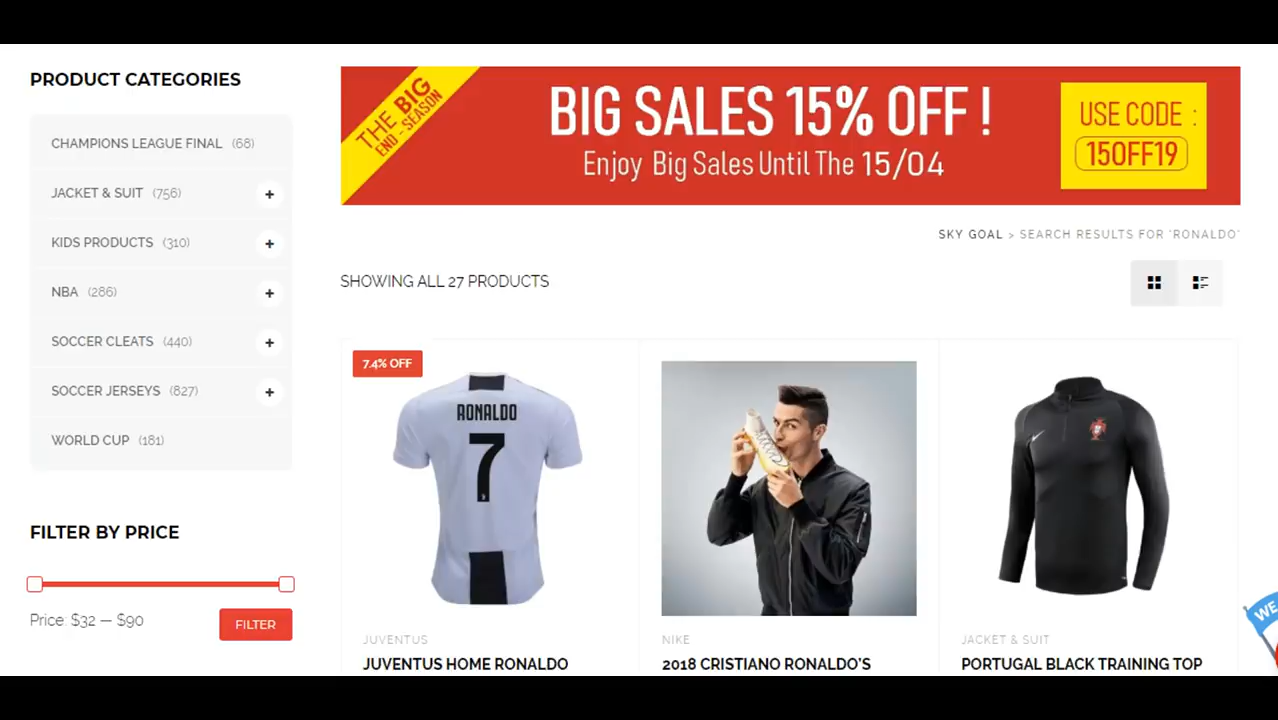 PRODUCT CATEGORIES
CHAMPIONS LEAGUE FINAL (68)
JACKET & SUIT (756)
KIDS PRODUCTS (310)
NBA (286)
SOCCER CLEATS (440)
SOCCER JERSEYS (827)
WORLD CUP (181)
FILTER BY PRICE
Price: $32 — $90
FILTER
THE BIG
END - SEASON
BIG SALES 15% OFF !
Enjoy Big Sales Until The 15/04
USE CODE :
15OFF19
SKY GOAL > SEARCH RESULTS FOR "RONALDO"
SHOWING ALL 27 PRODUCTS
7.4% OFF
RONALDO
7
JUVENTUS
JUVENTUS HOME RONALDO
NIKE
2018 CRISTIANO RONALDO'S
JACKET & SUIT
PORTUGAL BLACK TRAINING TOP
WE